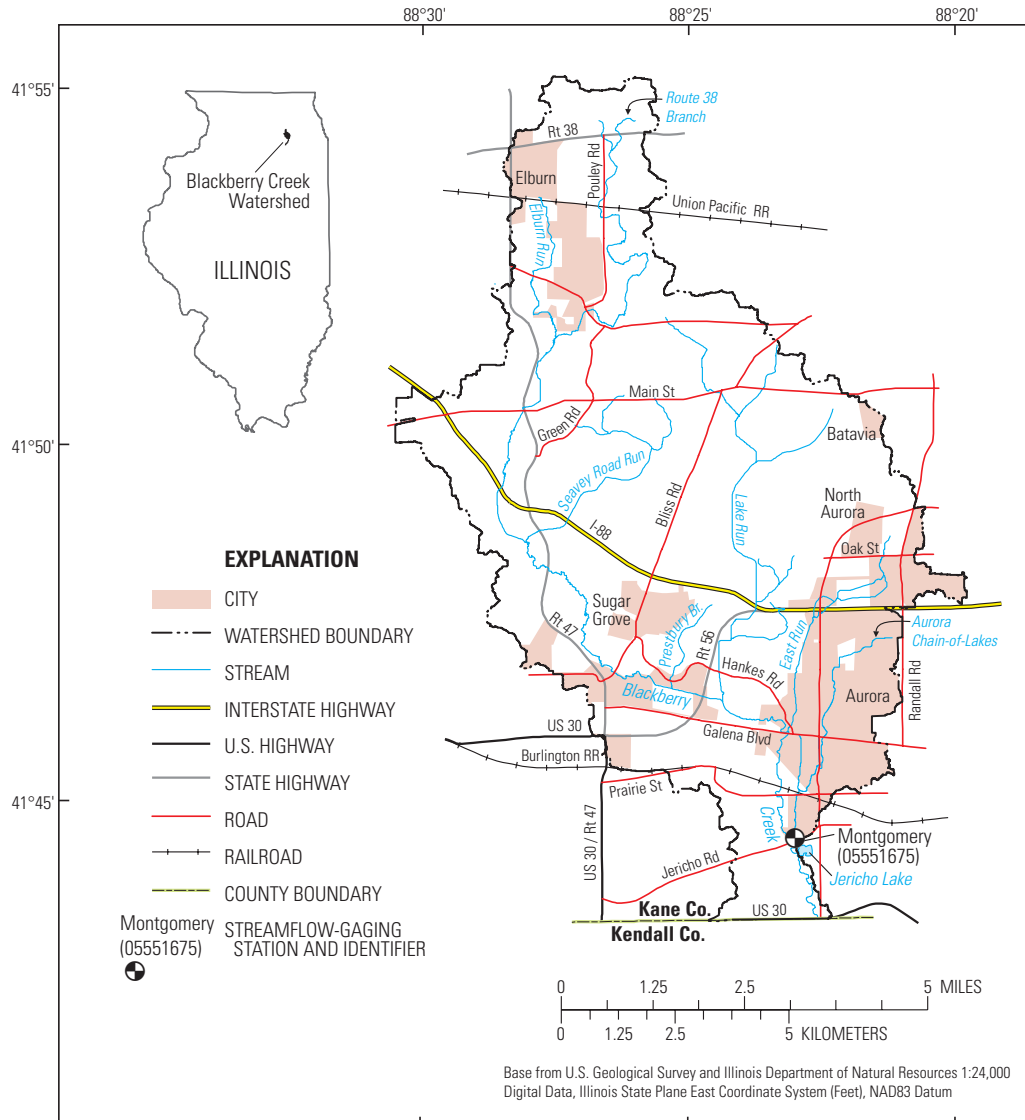 88°30'
88°25'
88°20'
41°55'
41°50'
41°45'
Blackberry Creek
Watershed
ILLINOIS
Route 38
Branch
Rt 38
Elburn
Pouley Rd
Union Pacific RR
Elburn Run
Main St
Green Rd
Batavia
Seavey Road Run
Bliss Rd
Lake Run
North
Aurora
I-88
Oak St
Sugar
Grove
Prestbury Br.
Rt 56
East Run
Aurora
Chain-of-Lakes
Rt 47
Hankes Rd
Blackberry
Aurora
Randall Rd
US 30
Galena Blvd
Burlington RR
Prairie St
Creek
US 30 / Rt 47
Montgomery
(05551675)
Jericho Rd
Jericho Lake
Kane Co.
US 30
Kendall Co.
EXPLANATION
CITY
WATERSHED BOUNDARY
STREAM
INTERSTATE HIGHWAY
U.S. HIGHWAY
STATE HIGHWAY
ROAD
RAILROAD
COUNTY BOUNDARY
Montgomery
(05551675)
STREAMFLOW-GAGING
STATION AND IDENTIFIER
0 1.25 2.5 5 MILES
0 1.25 2.5 5 KILOMETERS
Base from U.S. Geological Survey and Illinois Department of Natural Resources 1:24,000
Digital Data, Illinois State Plane East Coordinate System (Feet), NAD83 Datum